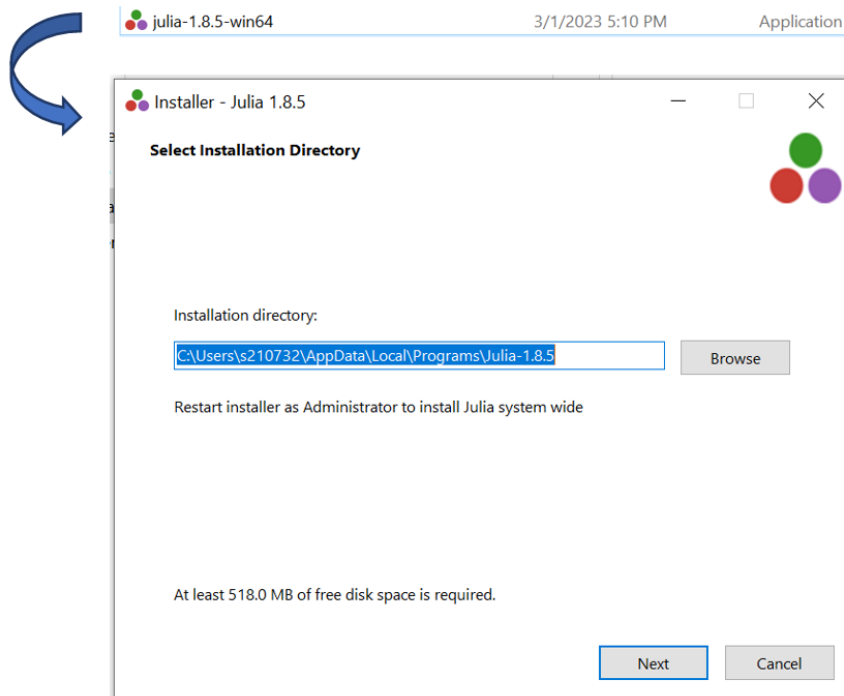 julia-1.8.5-win64 3/1/2023 5:10 PM Application
Installer - Julia 1.8.5
Select Installation Directory
Installation directory:
C:\Users\s210732\AppData\Local\Programs\Julia-1.8.5
Browse
Restart installer as Administrator to install Julia system wide
At least 518.0 MB of free disk space is required.
Next Cancel